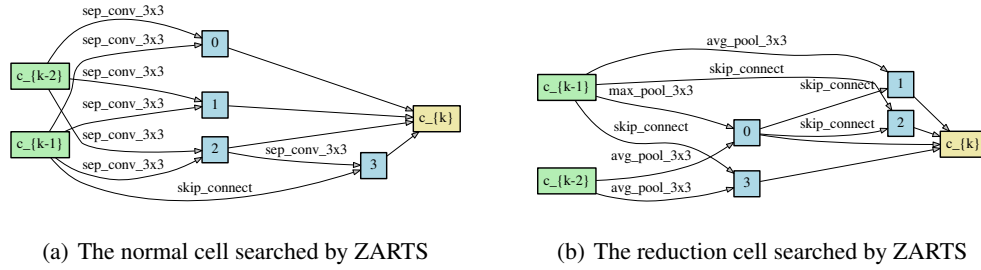 sep_conv_3x3
sep_conv_3x3
0
c_{k-2}
sep_conv_3x3
sep_conv_3x3
1
c_{k}
sep_conv_3x3
c_{k-1}
2
sep_conv_3x3
sep_conv_3x3
3
skip_connect
(a) The normal cell searched by ZARTS
avg_pool_3x3
skip_connect
c_{k-1}
max_pool_3x3
1
2
skip_connect
0
skip_connect
c_{k}
avg_pool_3x3
c_{k-2}
avg_pool_3x3
3
(b) The reduction cell searched by ZARTS